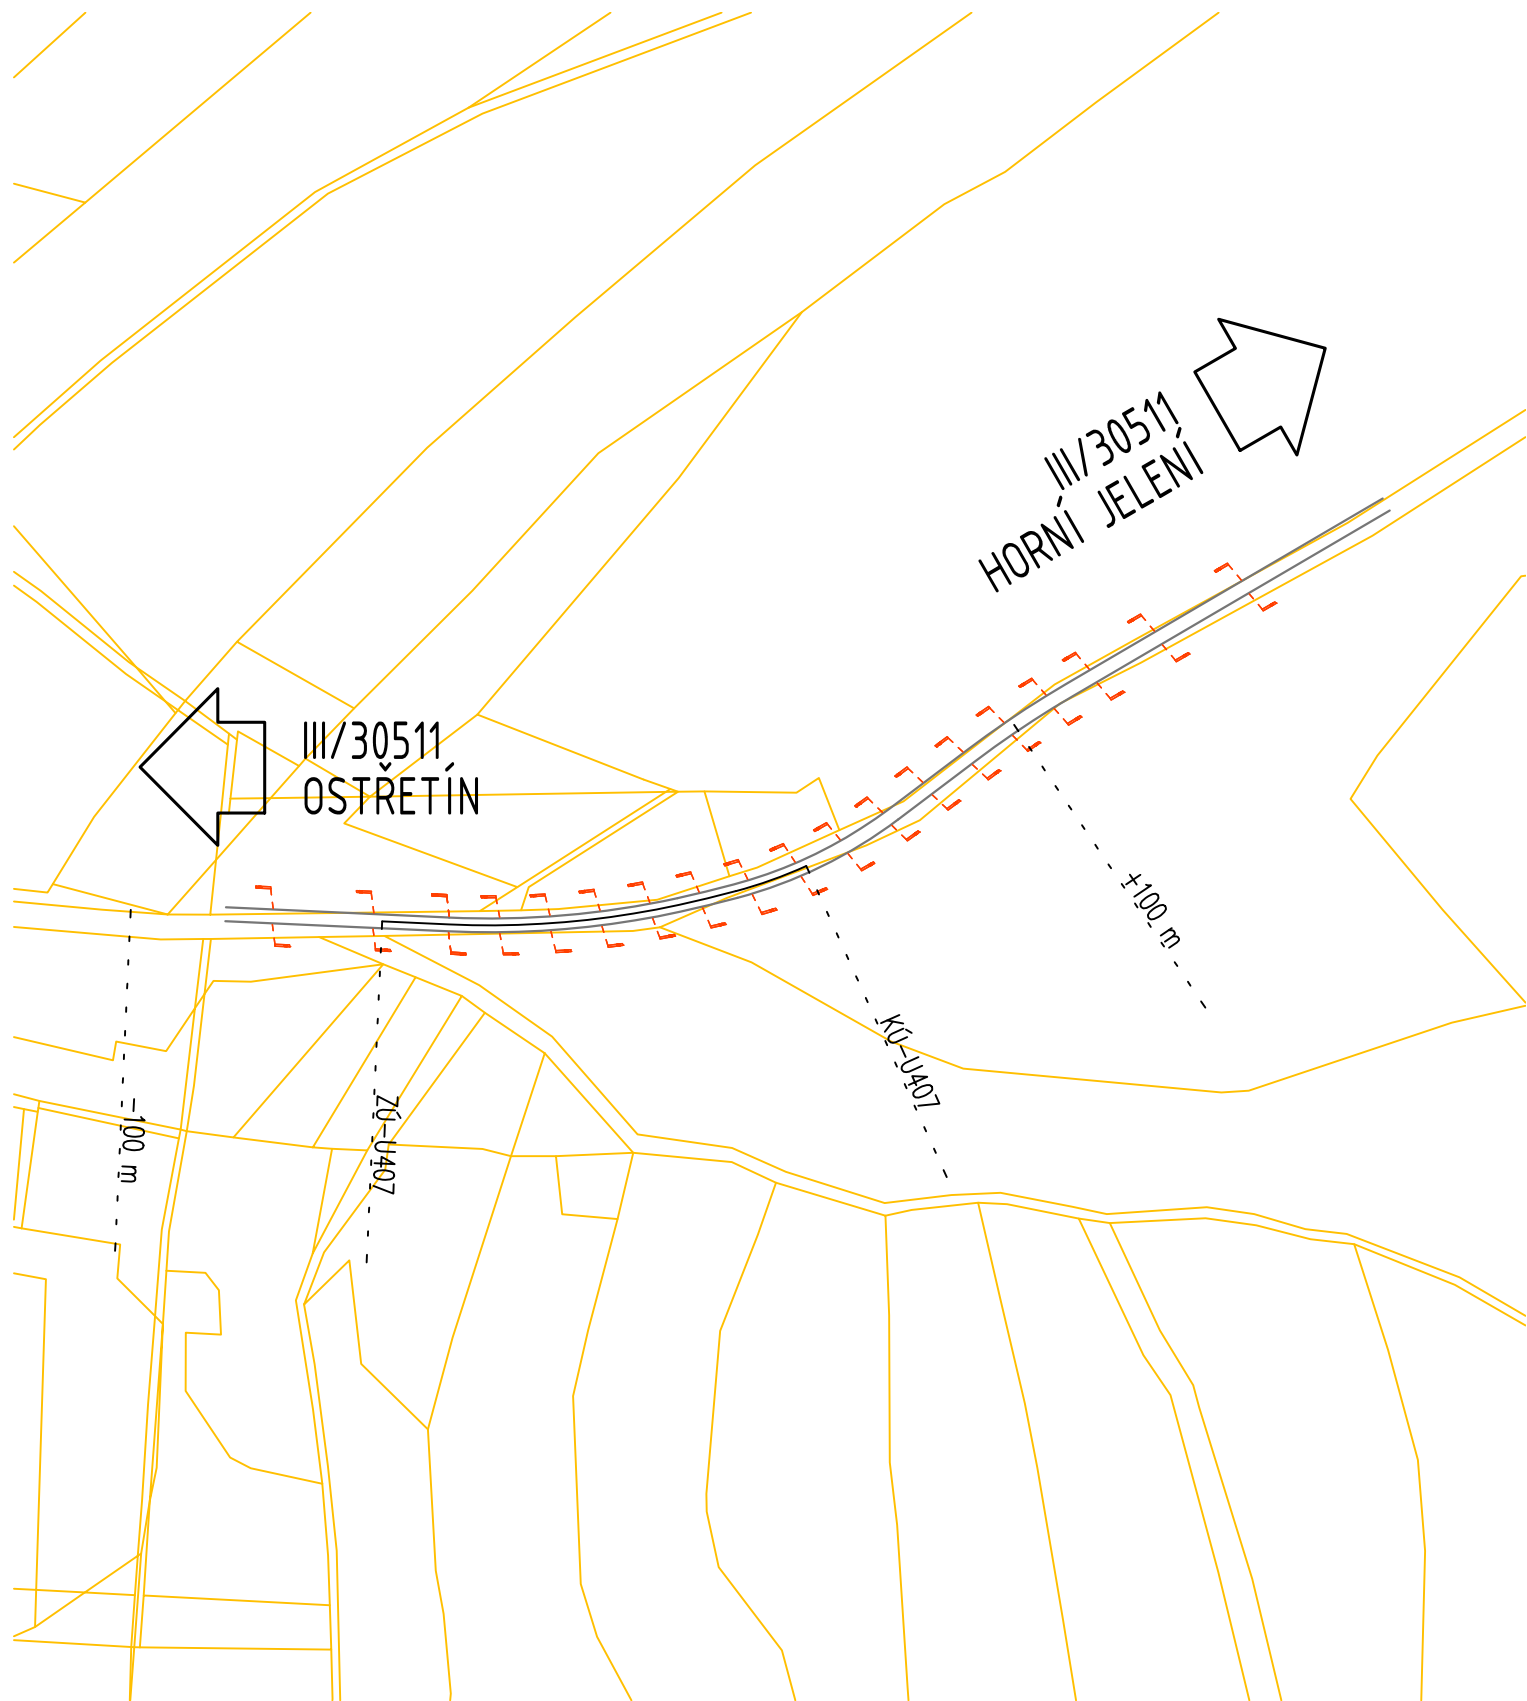 III/30511
HORNÍ JELENÍ
III/30511
OSTŘETÍN
+100 m
KÚ-U407
-100 m
ZÚ-U407